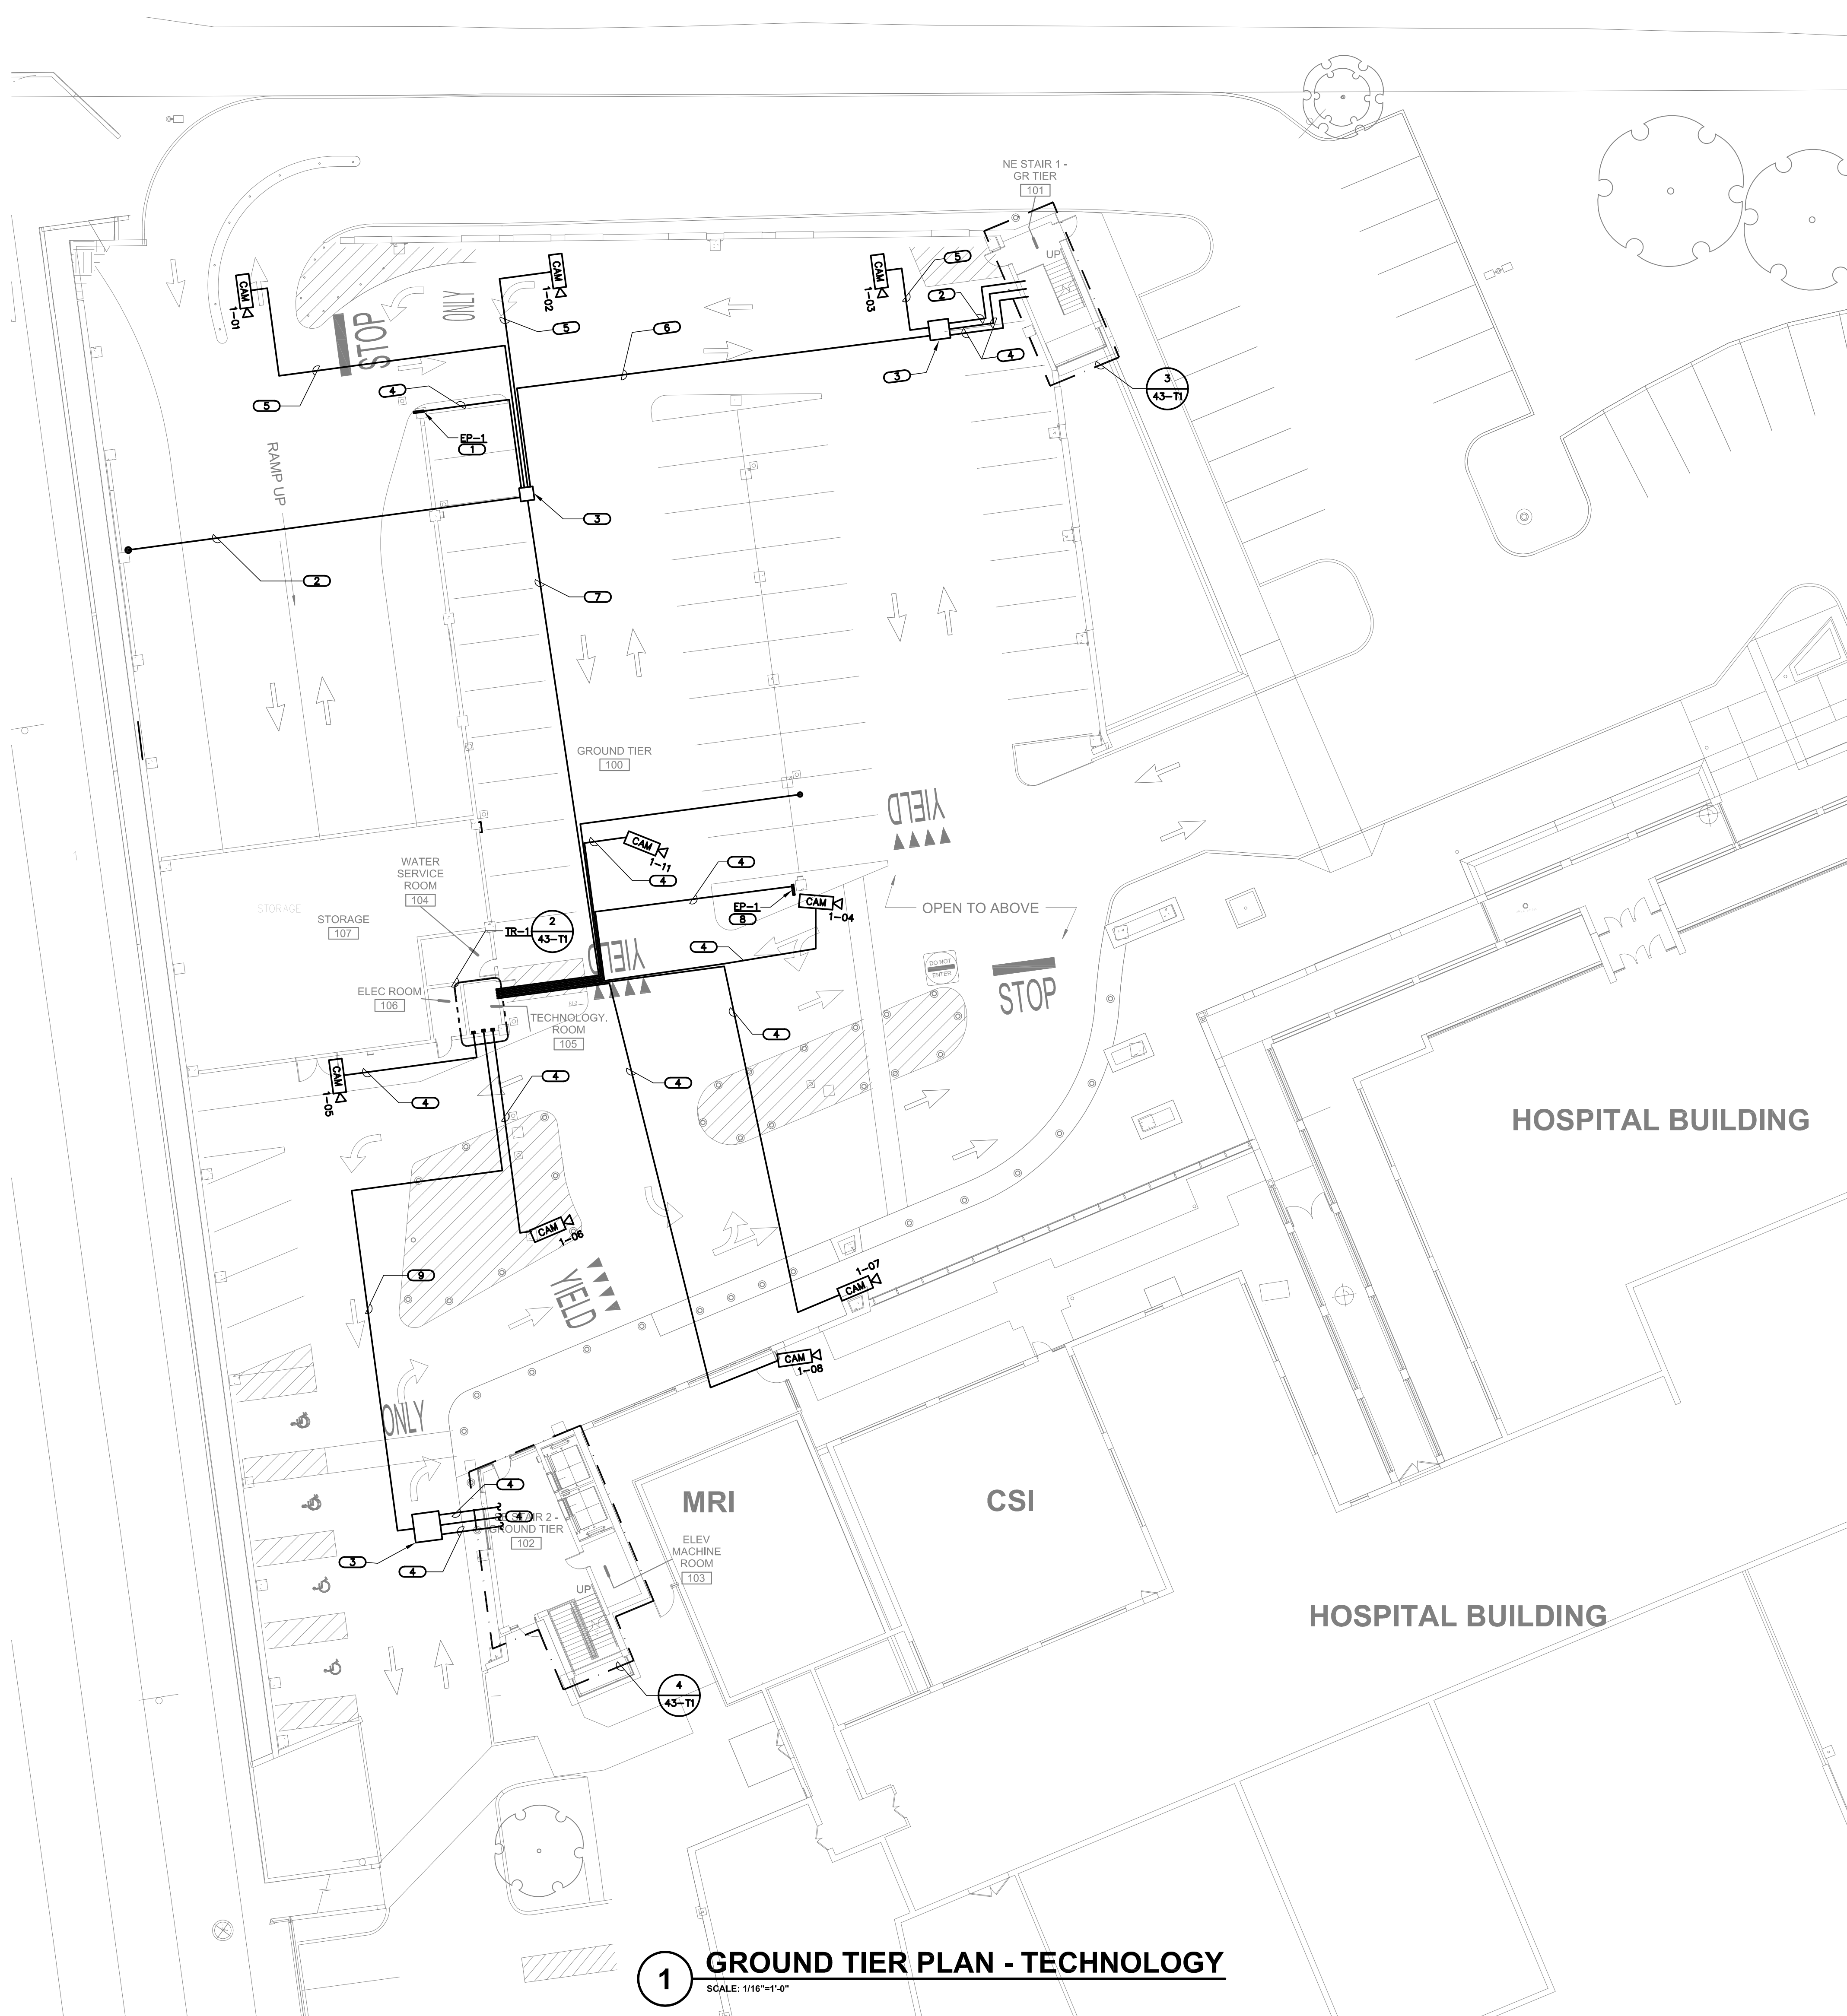 NE STAIR 1 -
GR TIER
101
UP
CAM
1-01
CAM
1-02
CAM
1-03
5
2
4
3
3
43-T1
STOP
ONLY
5
6
5
4
EP-1
1
RAMP UP
3
2
7
GROUND TIER
100
YIELD
CAM
1-11
4
4
EP-1
8
CAM
1-04
OPEN TO ABOVE
WATER
SERVICE
ROOM
104
STORAGE
STORAGE
107
TR-1
2
43-T1
YIELD
4
DO NOT
ENTER
STOP
ELEC ROOM
106
TECHNOLOGY
ROOM
105
4
CAM
1-05
4
4
4
HOSPITAL BUILDING
CAM
1-06
9
YIELD
CAM
1-07
CAM
1-08
ONLY
4
4
STAIR 2 -
GROUND TIER
102
3
4
MRI
CSI
ELEV
MACHINE
ROOM
103
UP
HOSPITAL BUILDING
4
43-T1
1
GROUND TIER PLAN - TECHNOLOGY
SCALE: 1/16"=1'-0"